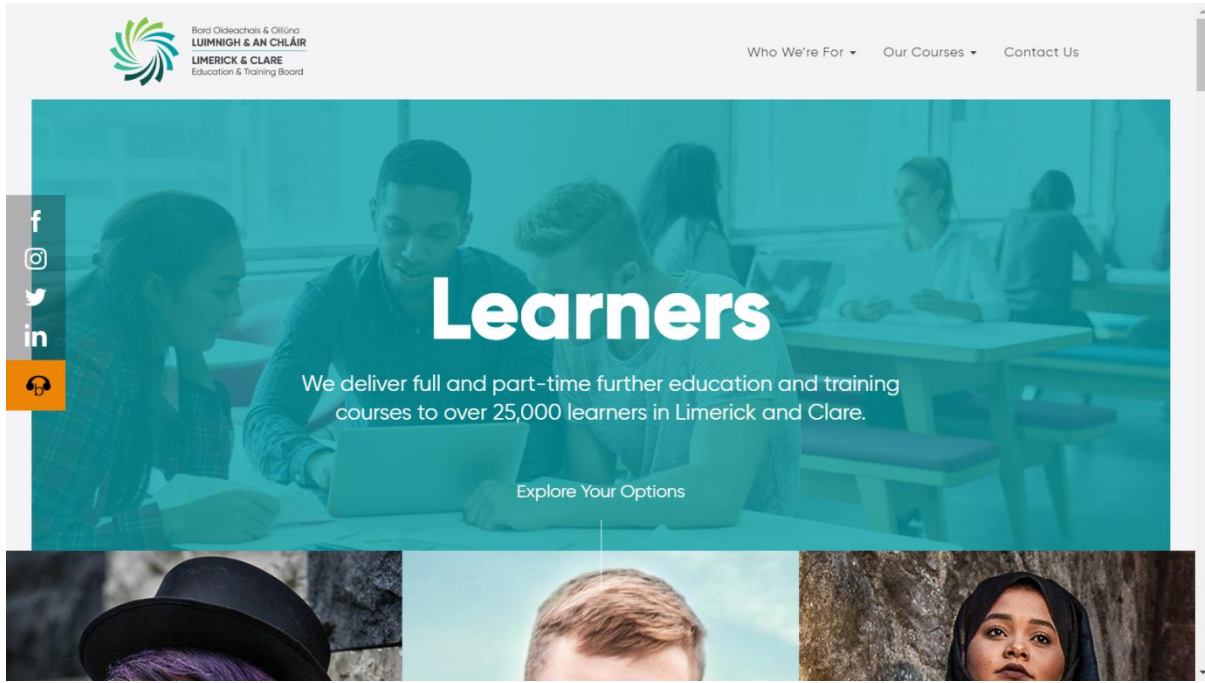 Bord Oideachais & Oiliúna
LUIMNIGH & AN CHLÁIR
LIMERICK & CLARE
Education & Training Board
Who We're For
Our Courses
Contact Us
f
in
b
Learners
We deliver full and part-time further education and training
courses to over 25,000 learners in Limerick and Clare.
Explore Your Options